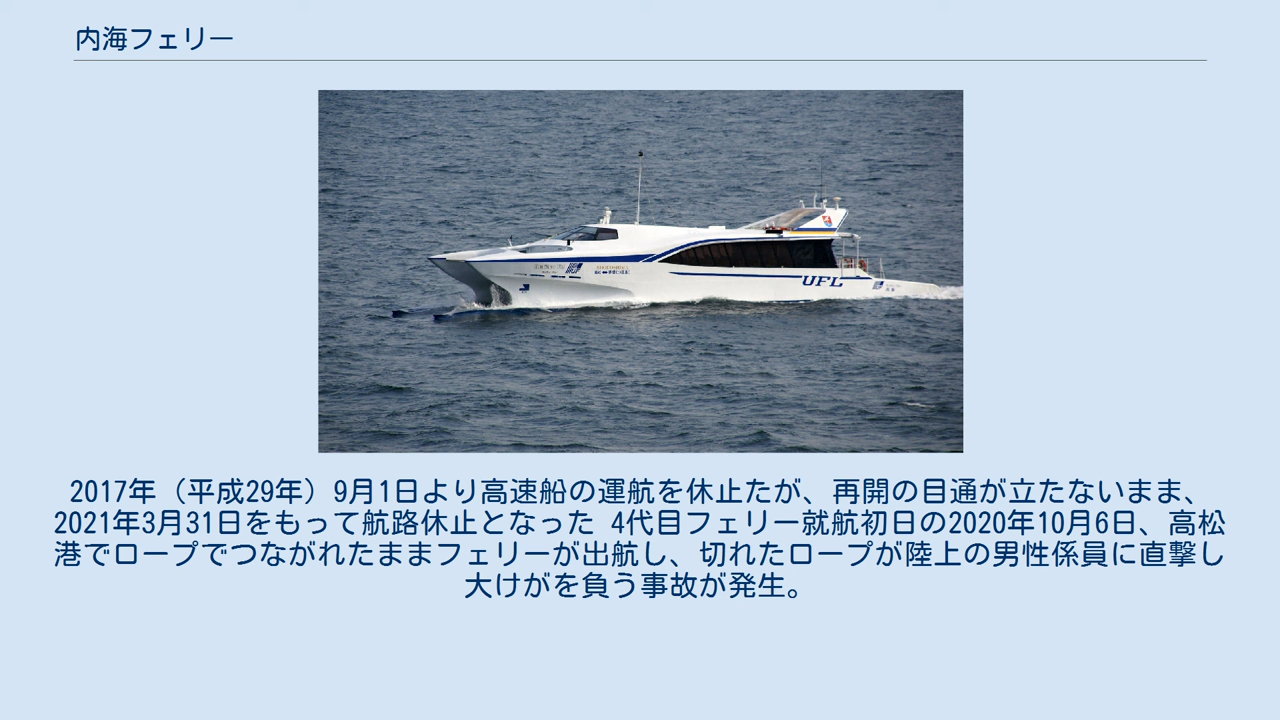 内海フェリー
UFL
2017年（平成29年）9月1日より高速船の運航を休止たが、再開の目通が立たないまま、
2021年3月31日をもって航路休止となった 4代目フェリー就航初日の2020年10月6日、高松
港でロープでつながれたままフェリーが出航し、切れたロープが陸上の男性係員に直撃し
大けがを負う事故が発生。